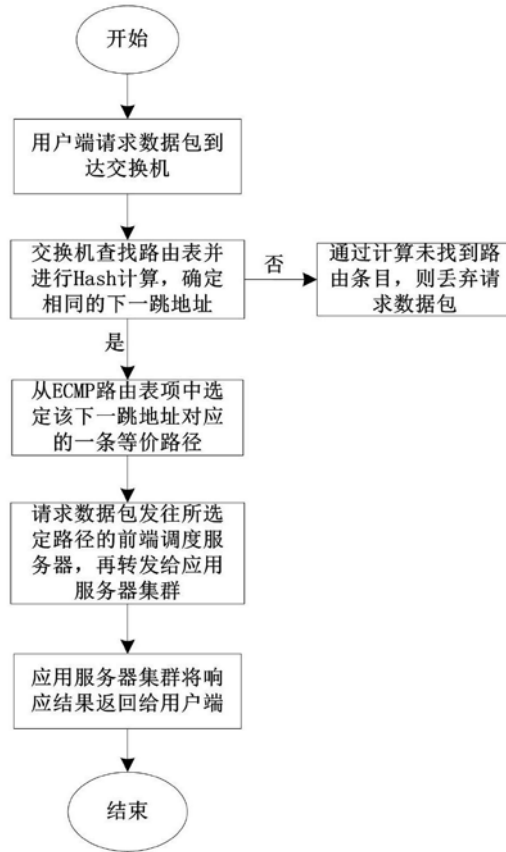 开始
用户端请求数据包到
达交换机
交换机查找路由表并
进行Hash计算，确定
相同的下一跳地址
否
通过计算未找到路
由条目，则丢弃请
求数据包
是
从ECMP路由表项中选
定该下一跳地址对应
的一条等价路径
请求数据包发往所选
定路径的前端调度服
务器，再转发给应用
服务器集群
应用服务器集群将响
应结果返回给用户端
结束